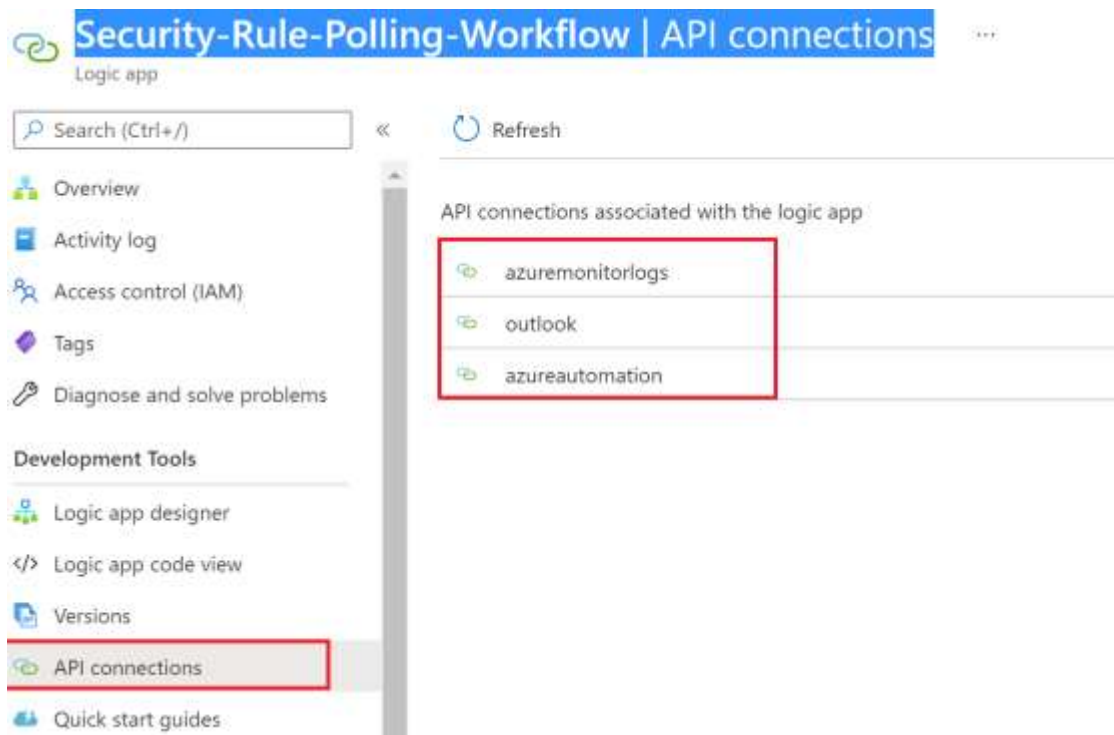 Security-Rule-Polling-Workflow | API connections ...
Logic app
Search (Ctrl+/)
«
Refresh
Overview
Activity log
Access control (IAM)
Tags
Diagnose and solve problems
Development Tools
Logic app designer
Logic app code view
Versions
API connections
Quick start guides
API connections associated with the logic app
azuremonitorlogs
outlook
azureautomation